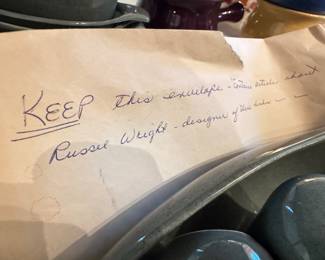 KEEP this envelope - Contains articles about
Russel Wright - designer of these dishes -